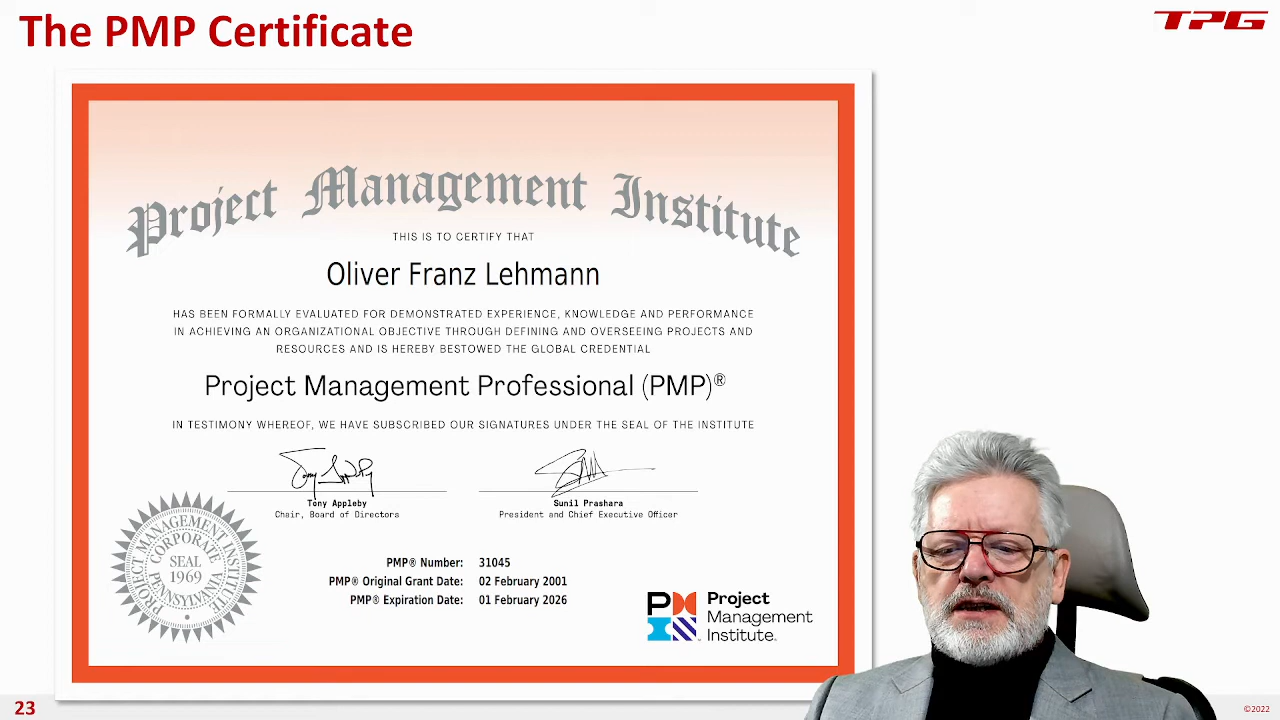 The PMP Certificate
TPG
Project Management Institute
THIS IS TO CERTIFY THAT
Oliver Franz Lehmann
HAS BEEN FORMALLY EVALUATED FOR DEMONSTRATED EXPERIENCE, KNOWLEDGE AND PERFORMANCE
IN ACHIEVING AN ORGANIZATIONAL OBJECTIVE THROUGH DEFINING AND OVERSEEING PROJECTS AND
RESOURCES AND IS HEREBY BESTOWED THE GLOBAL CREDENTIAL
Project Management Professional (PMP)®
IN TESTIMONY WHEREOF, WE HAVE SUBSCRIBED OUR SIGNATURES UNDER THE SEAL OF THE INSTITUTE
Tony Appleby
Chair, Board of Directors
Sunil Prashara
President and Chief Executive Officer
PROJECT MANAGEMENT INSTITUTE
CORPORATE
SEAL
1969
PENNSYLVANIA
PMP® Number: 31045
PMP® Original Grant Date: 02 February 2001
PMP® Expiration Date: 01 February 2026
Project
Management
Institute.
23
©2022